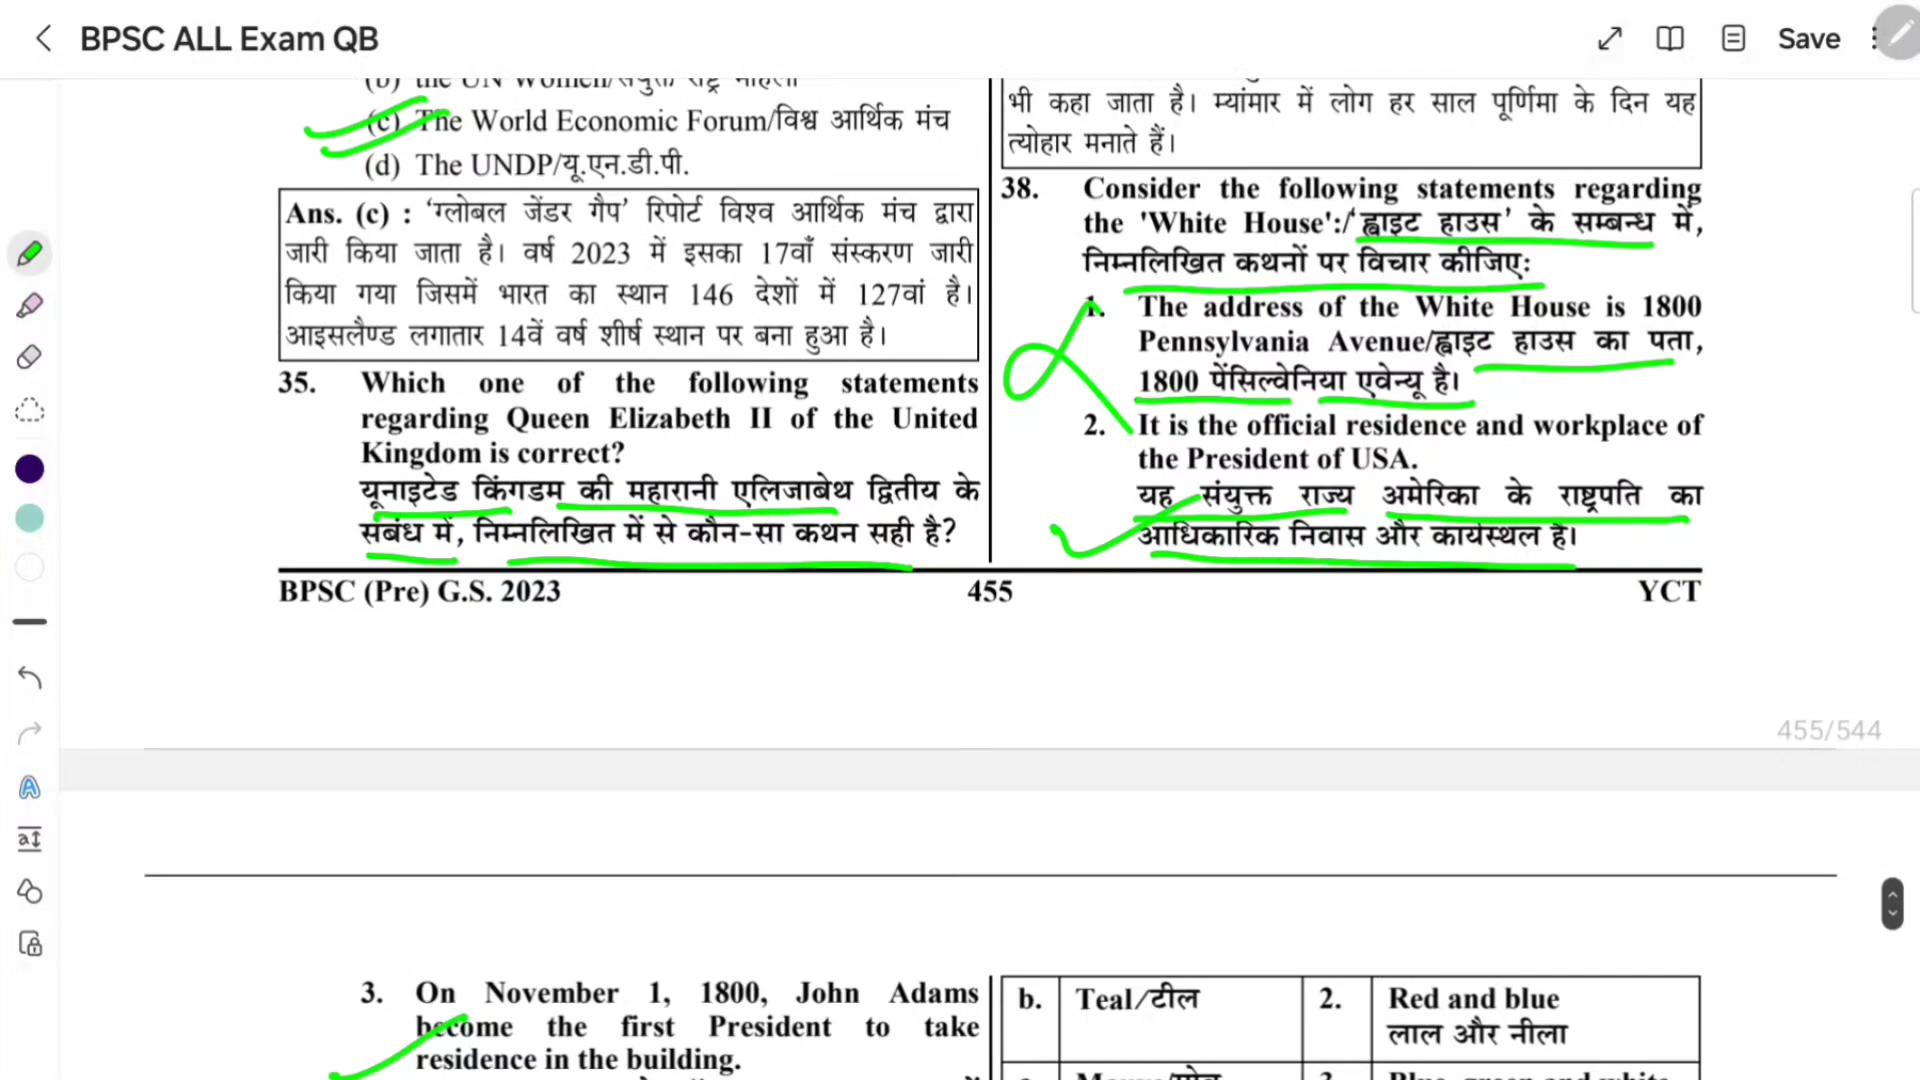 BPSC ALL Exam QB
Save
(b) the UN Women/संयुक्त राष्ट्र महिला
(c) The World Economic Forum/विश्व आर्थिक मंच
(d) The UNDP/यू.एन.डी.पी.
Ans. (c) : ‘ग्लोबल जेंडर गैप’ रिपोर्ट विश्व आर्थिक मंच द्वारा
जारी किया जाता है। वर्ष 2023 में इसका 17वाँ संस्करण जारी
किया गया जिसमें भारत का स्थान 146 देशों में 127वां है।
आइसलैण्ड लगातार 14वें वर्ष शीर्ष स्थान पर बना हुआ है।
35. Which one of the following statements
regarding Queen Elizabeth II of the United
Kingdom is correct?
यूनाइटेड किंगडम की महारानी एलिजाबेथ द्वितीय के
संबंध में, निम्नलिखित में से कौन-सा कथन सही है?
भी कहा जाता है। म्यांमार में लोग हर साल पूर्णिमा के दिन यह
त्योहार मनाते हैं।
38. Consider the following statements regarding
the 'White House':/‘ह्वाइट हाउस’ के सम्बन्ध में,
निम्नलिखित कथनों पर विचार कीजिए:
1. The address of the White House is 1800
Pennsylvania Avenue/ह्वाइट हाउस का पता,
1800 पेंसिल्वेनिया एवेन्यू है।
2. It is the official residence and workplace of
the President of USA.
यह संयुक्त राज्य अमेरिका के राष्ट्रपति का
आधिकारिक निवास और कार्यस्थल है।
BPSC (Pre) G.S. 2023 455 YCT
455/544
3. On November 1, 1800, John Adams
become the first President to take
residence in the building.
b. Teal/टील 2. Red and blue
लाल और नीला